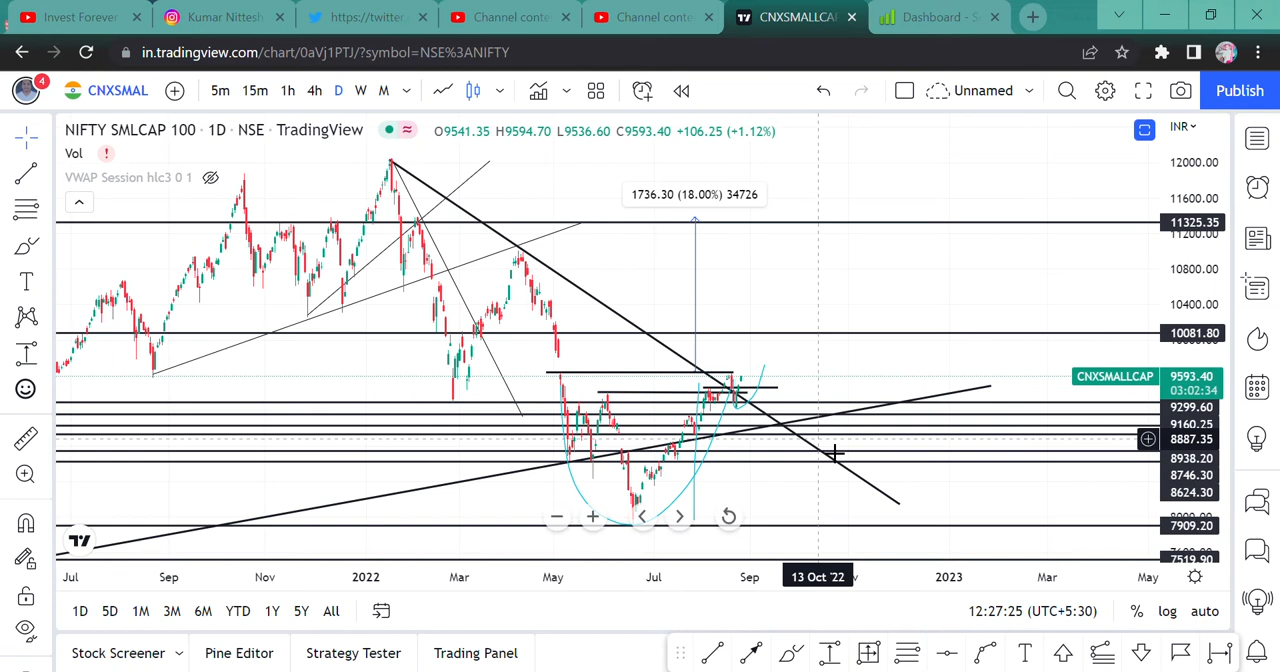 Invest Forever
Kumar Nittesh
https://twitter.
Channel conte
Channel conte
CNXSMALLCAP
Dashboard - S
in.tradingview.com/chart/0aVj1PTJ/?symbol=NSE%3ANIFTY
4
CNXSMAL
5m 15m 1h 4h D W M
Unnamed
Publish
NIFTY SMLCAP 100 · 1D · NSE · TradingView
O9541.35 H9594.70 L9536.60 C9593.40 +106.25 (+1.12%)
INR
Vol
VWAP Session hlc3 0 1
12000.00
1736.30 (18.00%) 34726
11600.00
11325.35
11200.00
10800.00
10400.00
10081.80
CNXSMALLCAP 9593.40
03:02:34
9299.60
9160.25
8887.35
8938.20
8746.30
8624.30
7909.20
7519.90
Jul Sep Nov 2022 Mar May Jul Sep 13 Oct '22 2023 Mar May
1D 5D 1M 3M 6M YTD 1Y 5Y All
12:27:25 (UTC+5:30) % log auto
Stock Screener Pine Editor Strategy Tester Trading Panel